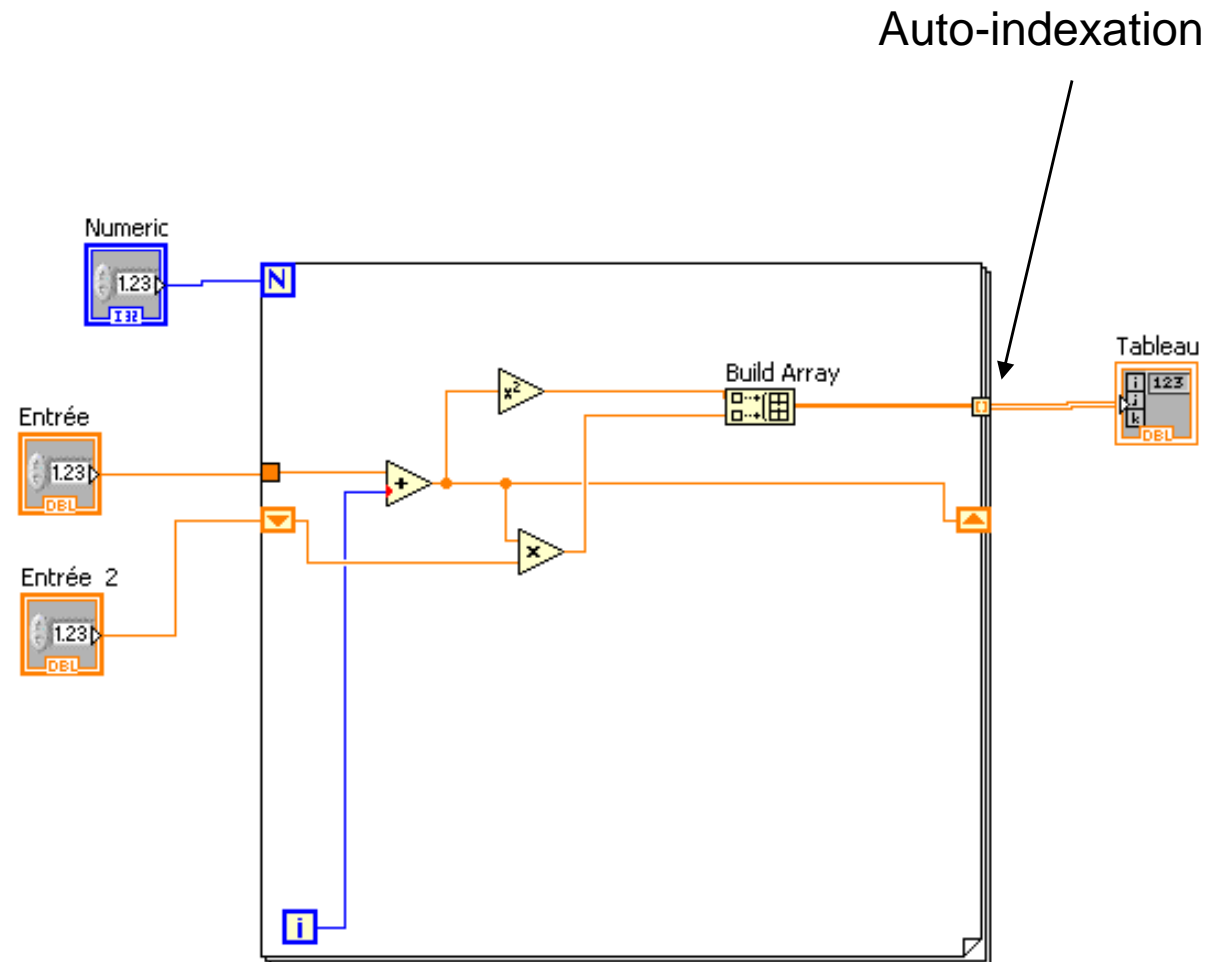 Auto-indexation
Numeric
1.23
I32
N
Tableau
i
123
j
k
DBL
x²
Build Array
Entrée
1.23
DBL
+
x
Entrée 2
1.23
DBL
i